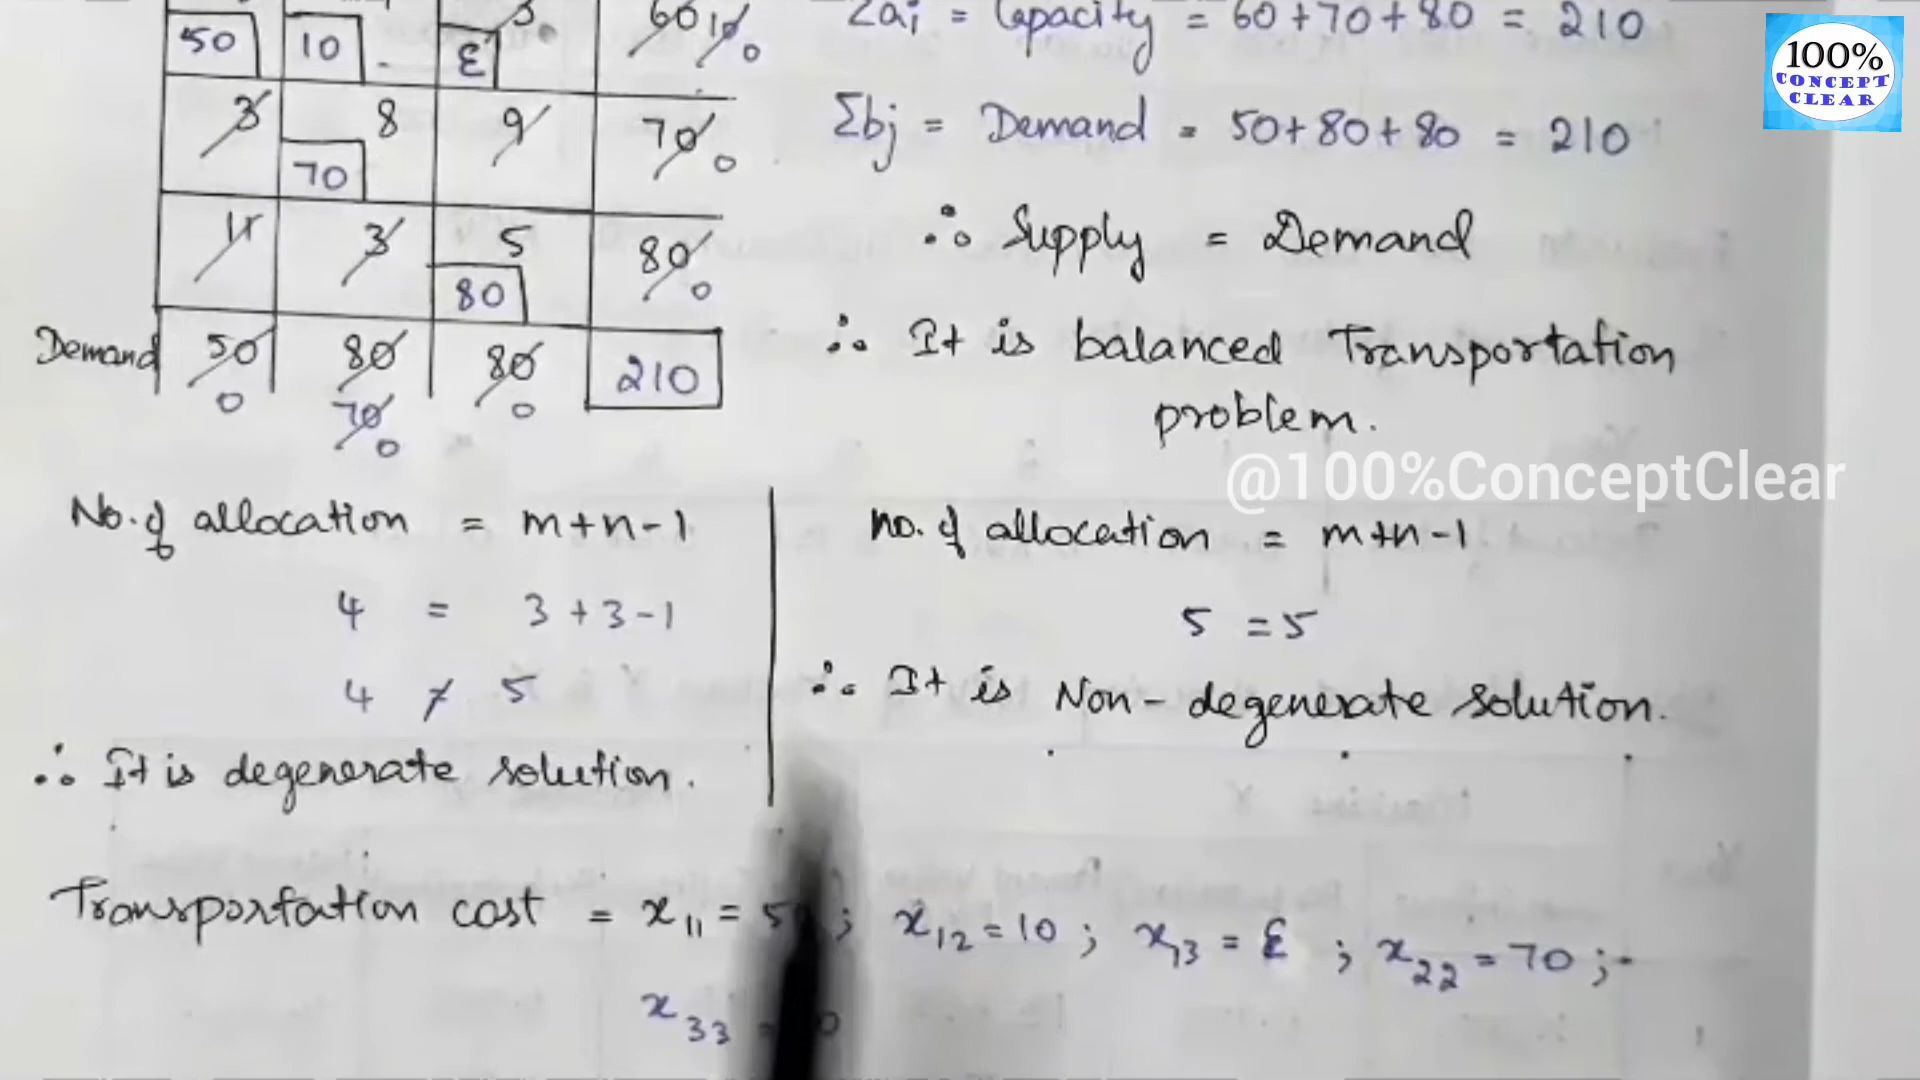 50 10 ε 60 10 0
Σai = Capacity = 60+70+80 = 210
100%
CONCEPT
CLEAR
3 8 9 70 0
70
Σbj = Demand = 50+80+80 = 210
∴ Supply = Demand
11 3 5 80 0
80
∴ It is balanced Transportation
problem.
Demand 50 80 80 210
0 70 0 0
@100%ConceptClear
No. of allocation = m+n-1
4 = 3+3-1
4 ≠ 5
∴ It is degenerate solution.
no. of allocation = m+n-1
5 = 5
∴ It is Non-degenerate solution.
Transportation cost = x11 = 5 ; x12 = 10 ; x13 = ε ; x22 = 70 ;
x33